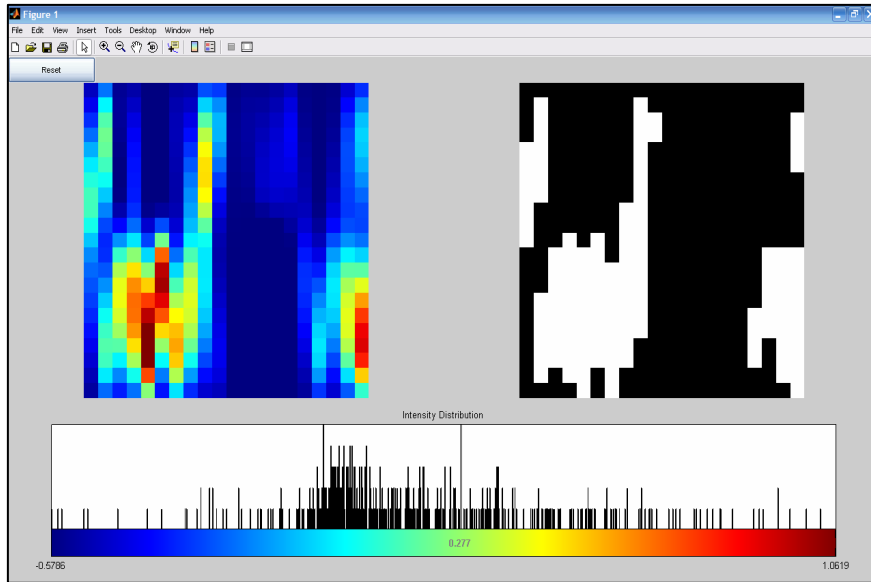 Figure 1
File Edit View Insert Tools Desktop Window Help
Reset
Intensity Distribution
0.277
-0.5786 1.0619